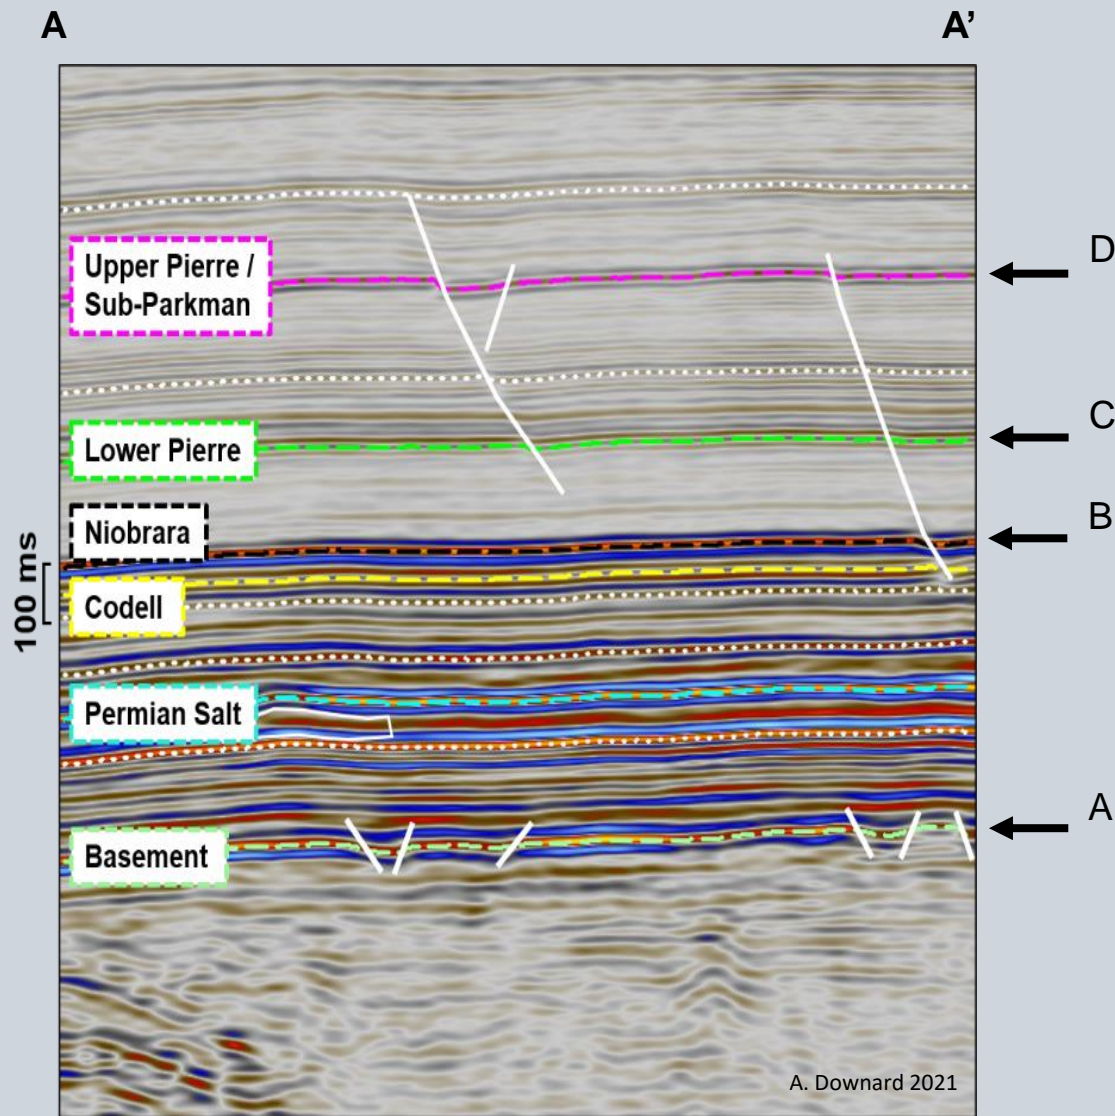 A
A’
Upper Pierre /
Sub-Parkman
D
Lower Pierre
C
Niobrara
B
Codell
100 ms
Permian Salt
Basement
A
A. Downard 2021